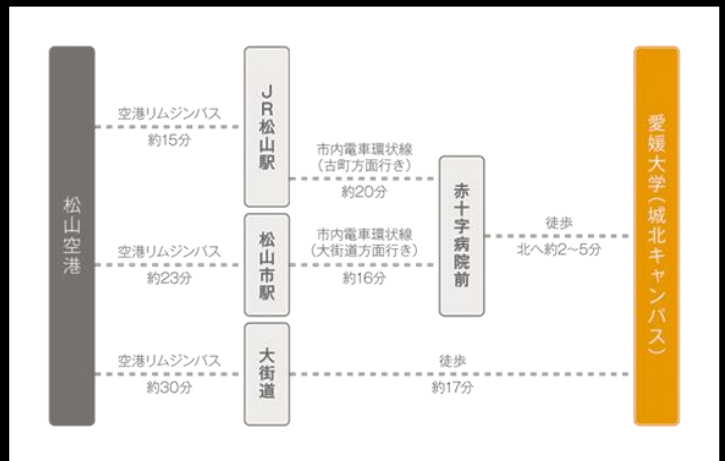 松山空港
空港リムジンバス
約15分
JR松山駅
市内電車環状線
（古町方面行き）
約20分
空港リムジンバス
約23分
松山市駅
市内電車環状線
（大街道方面行き）
約16分
赤十字病院前
徒歩
北へ約2〜5分
空港リムジンバス
約30分
大街道
徒歩
約17分
愛媛大学（城北キャンパス）